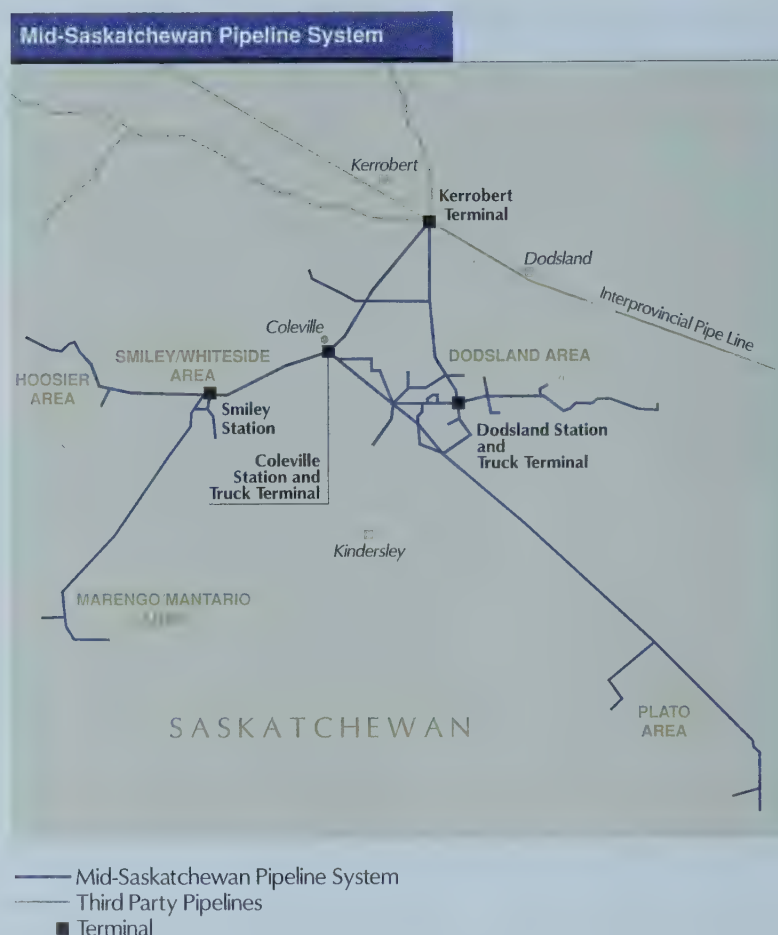 Mid-Saskatchewan Pipeline System
Kerrobert
Kerrobert
Terminal
Dodsland
Interprovincial Pipe Line
Coleville
SMILEY/WHITESIDE
AREA
DODSLAND AREA
HOOSIER
AREA
Smiley
Station
Dodsland Station
and
Truck Terminal
Coleville
Station and
Truck Terminal
Kindersley
MARENGO MANTARIO
SASKATCHEWAN
PLATO
AREA
Mid-Saskatchewan Pipeline System
Third Party Pipelines
Terminal